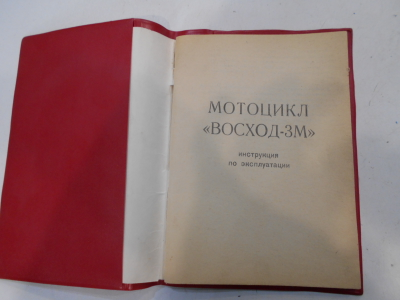 МОТОЦИКЛ
«ВОСХОД-3М»
инструкция
по эксплуатации